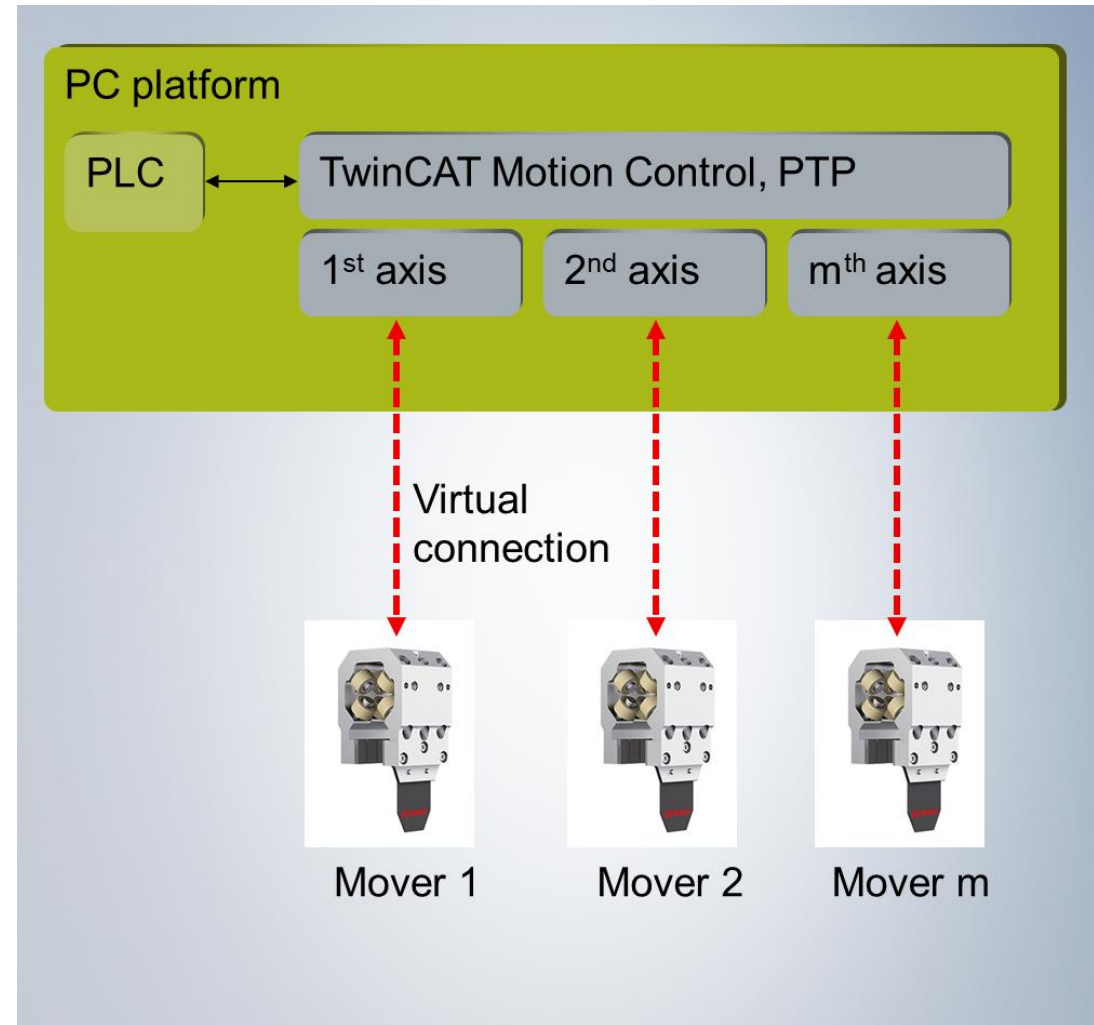 PC platform
PLC
TwinCAT Motion Control, PTP
1st axis
2nd axis
mth axis
Virtual
connection
Mover 1
Mover 2
Mover m